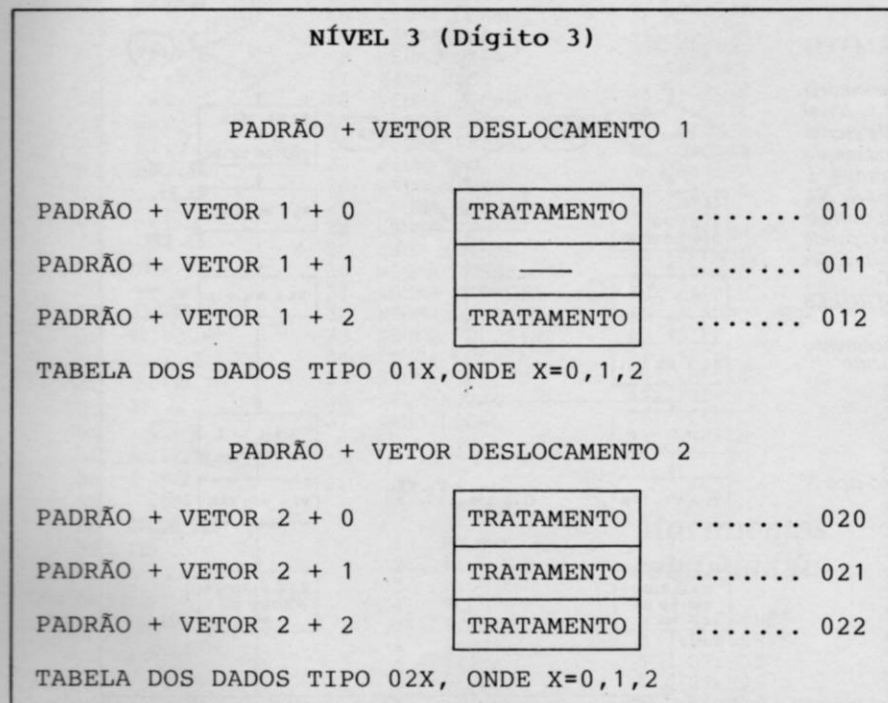 NÍVEL 3 (Dígito 3)
PADRÃO + VETOR DESLOCAMENTO 1
PADRÃO + VETOR 1 + 0 TRATAMENTO ....... 010
PADRÃO + VETOR 1 + 1 —— ....... 011
PADRÃO + VETOR 1 + 2 TRATAMENTO ....... 012
TABELA DOS DADOS TIPO 01X,ONDE X=0,1,2
PADRÃO + VETOR DESLOCAMENTO 2
PADRÃO + VETOR 2 + 0 TRATAMENTO ....... 020
PADRÃO + VETOR 2 + 1 TRATAMENTO ....... 021
PADRÃO + VETOR 2 + 2 TRATAMENTO ....... 022
TABELA DOS DADOS TIPO 02X, ONDE X=0,1,2